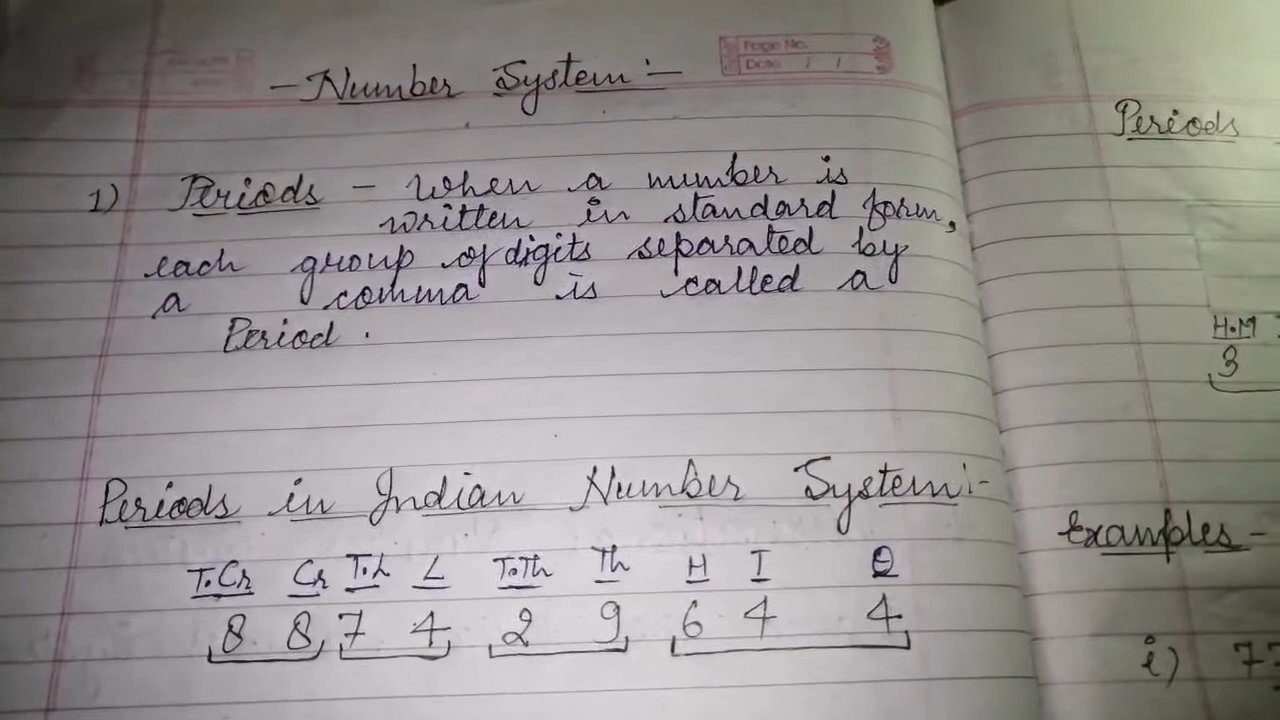 Page No.
Date / /
- Number System :-
1) Periods - When a number is
written in standard form,
each group of digits separated by
a comma is called a
Period.
Periods in Indian Number System :-
T.Cr Cr T.L L T.Th Th H T O
8 8 7 4 2 9 6 4 4
Periods
H.M
3
Examples -
i) 77